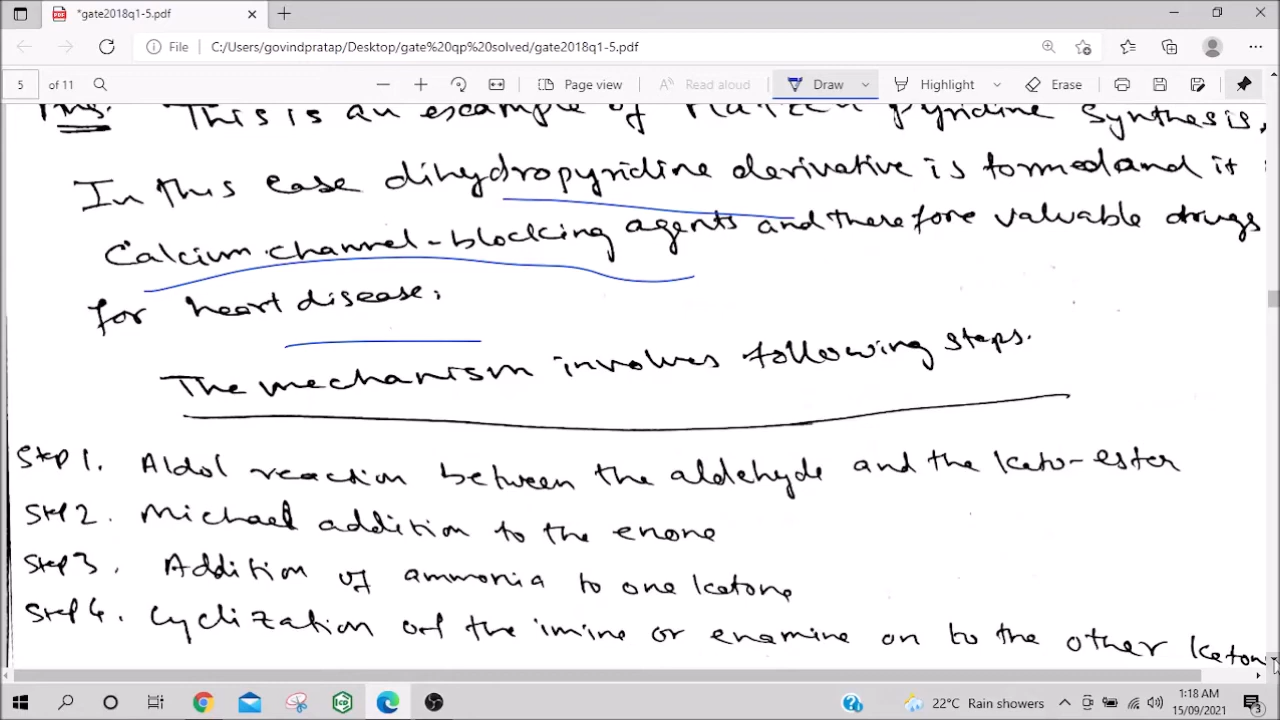 *gate2018q1-5.pdf
File C:/Users/govindpratap/Desktop/gate%20qp%20solved/gate2018q1-5.pdf
5 of 11 Page view Read aloud Draw Highlight Erase
Ans. This is an example of Hantzch pyridine synthesis,
In this case dihydropyridine derivative is formed and it
Calcium channel-blocking agents and therefore valuable drugs
for heart disease.
The mechanism involves following steps.
Step 1. Aldol reaction between the aldehyde and the keto-ester
Step 2. Michael addition to the enone
Step 3. Addition of ammonia to one ketone
Step 4. Cyclization of the imine or enamine on to the other keton
22°C Rain showers
1:18 AM
15/09/2021
3